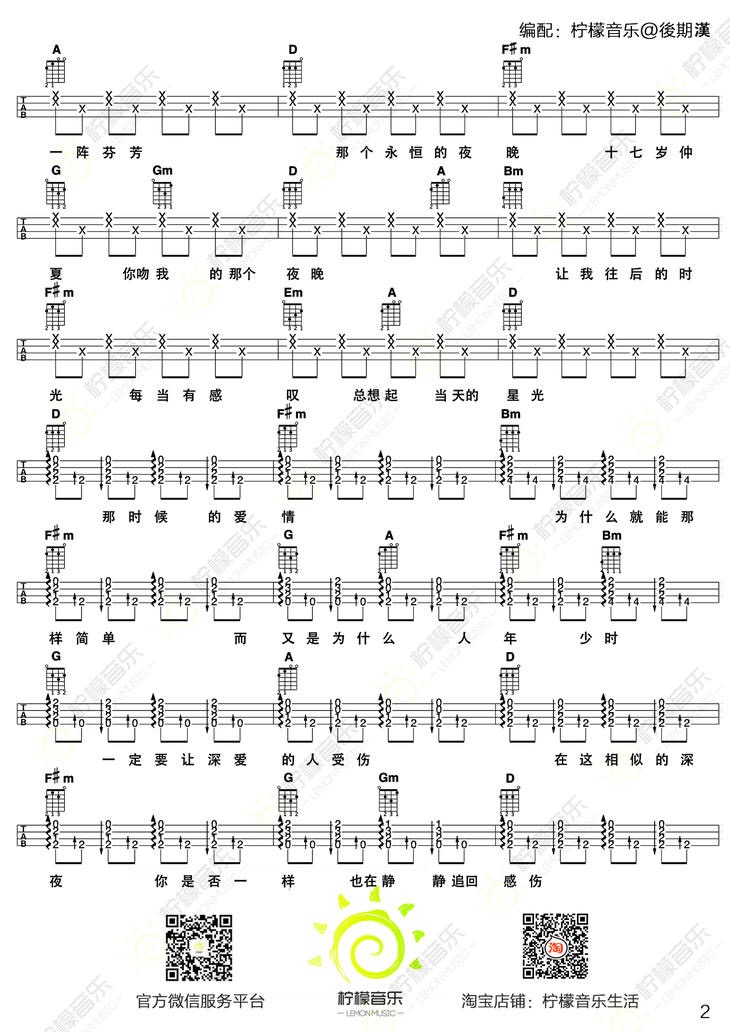 编配：柠檬音乐@後期漢
A D F#m
一阵芬芳 那个永恒的夜晚 十七岁仲
G Gm D A Bm
夏 你吻我 的那个 夜晚 让我往后的时
F#m Em A D
光 每当有感 叹 总想起 当天的 星光
D F#m Bm
那时候 的爱 情 为什么就能那
F#m G A F#m Bm
样简单 而 又是为什么 人年 少时
G A D
一定要让深爱 的人受伤 在这相似的深
F#m G Gm D
夜 你是否一 样 也在静 静追回 感伤
柠檬音乐
LEMON MUSIC
官方微信服务平台 淘宝店铺：柠檬音乐生活
淘
2